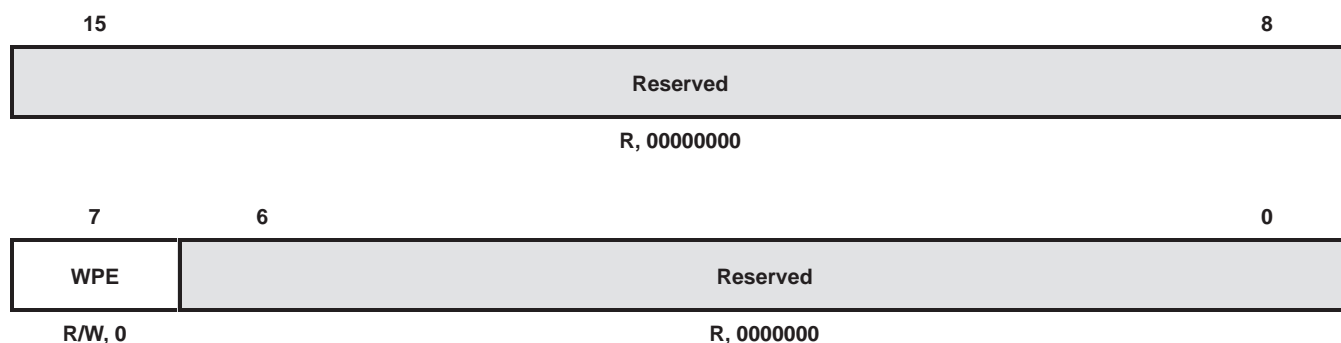 15 8
Reserved
R, 00000000
7 6 0
WPE Reserved
R/W, 0 R, 0000000